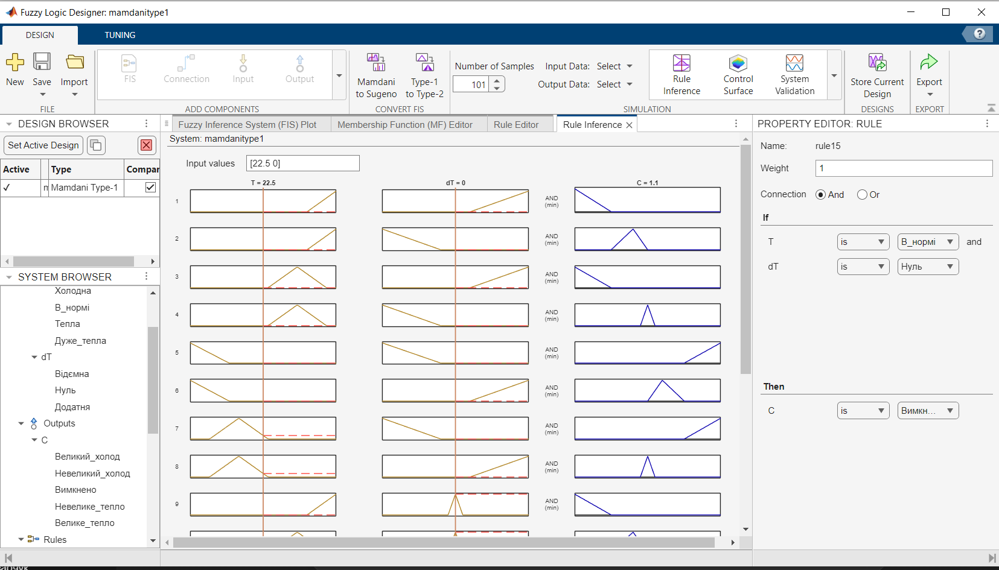 Fuzzy Logic Designer: mamdanitype1
DESIGN
TUNING
New
Save
Import
FILE
FIS
Connection
Input
Output
ADD COMPONENTS
Mamdani
to Sugeno
Type-1
to Type-2
CONVERT FIS
Number of Samples
101
Input Data: Select
Output Data: Select
Rule
Inference
Control
Surface
System
Validation
SIMULATION
Store Current
Design
DESIGNS
Export
EXPORT
DESIGN BROWSER
Set Active Design
Active
Type
Compar
✓
m
Mamdani Type-1
SYSTEM BROWSER
Холодна
В_нормі
Тепла
Дуже_тепла
dT
Відємна
Нуль
Додатня
Outputs
C
Великий_холод
Невеликий_холод
Вимкнено
Невелике_тепло
Велике_тепло
Rules
Fuzzy Inference System (FIS) Plot
Membership Function (MF) Editor
Rule Editor
Rule Inference
System: mamdanitype1
Input values
[22.5 0]
T = 22.5
dT = 0
C = 1.1
1
AND
(min)
2
AND
(min)
3
AND
(min)
4
AND
(min)
5
AND
(min)
6
AND
(min)
7
AND
(min)
8
AND
(min)
9
AND
(min)
PROPERTY EDITOR: RULE
Name: rule15
Weight 1
Connection And Or
If
T is В_нормі and
dT is Нуль
Then
C is Вимкн...